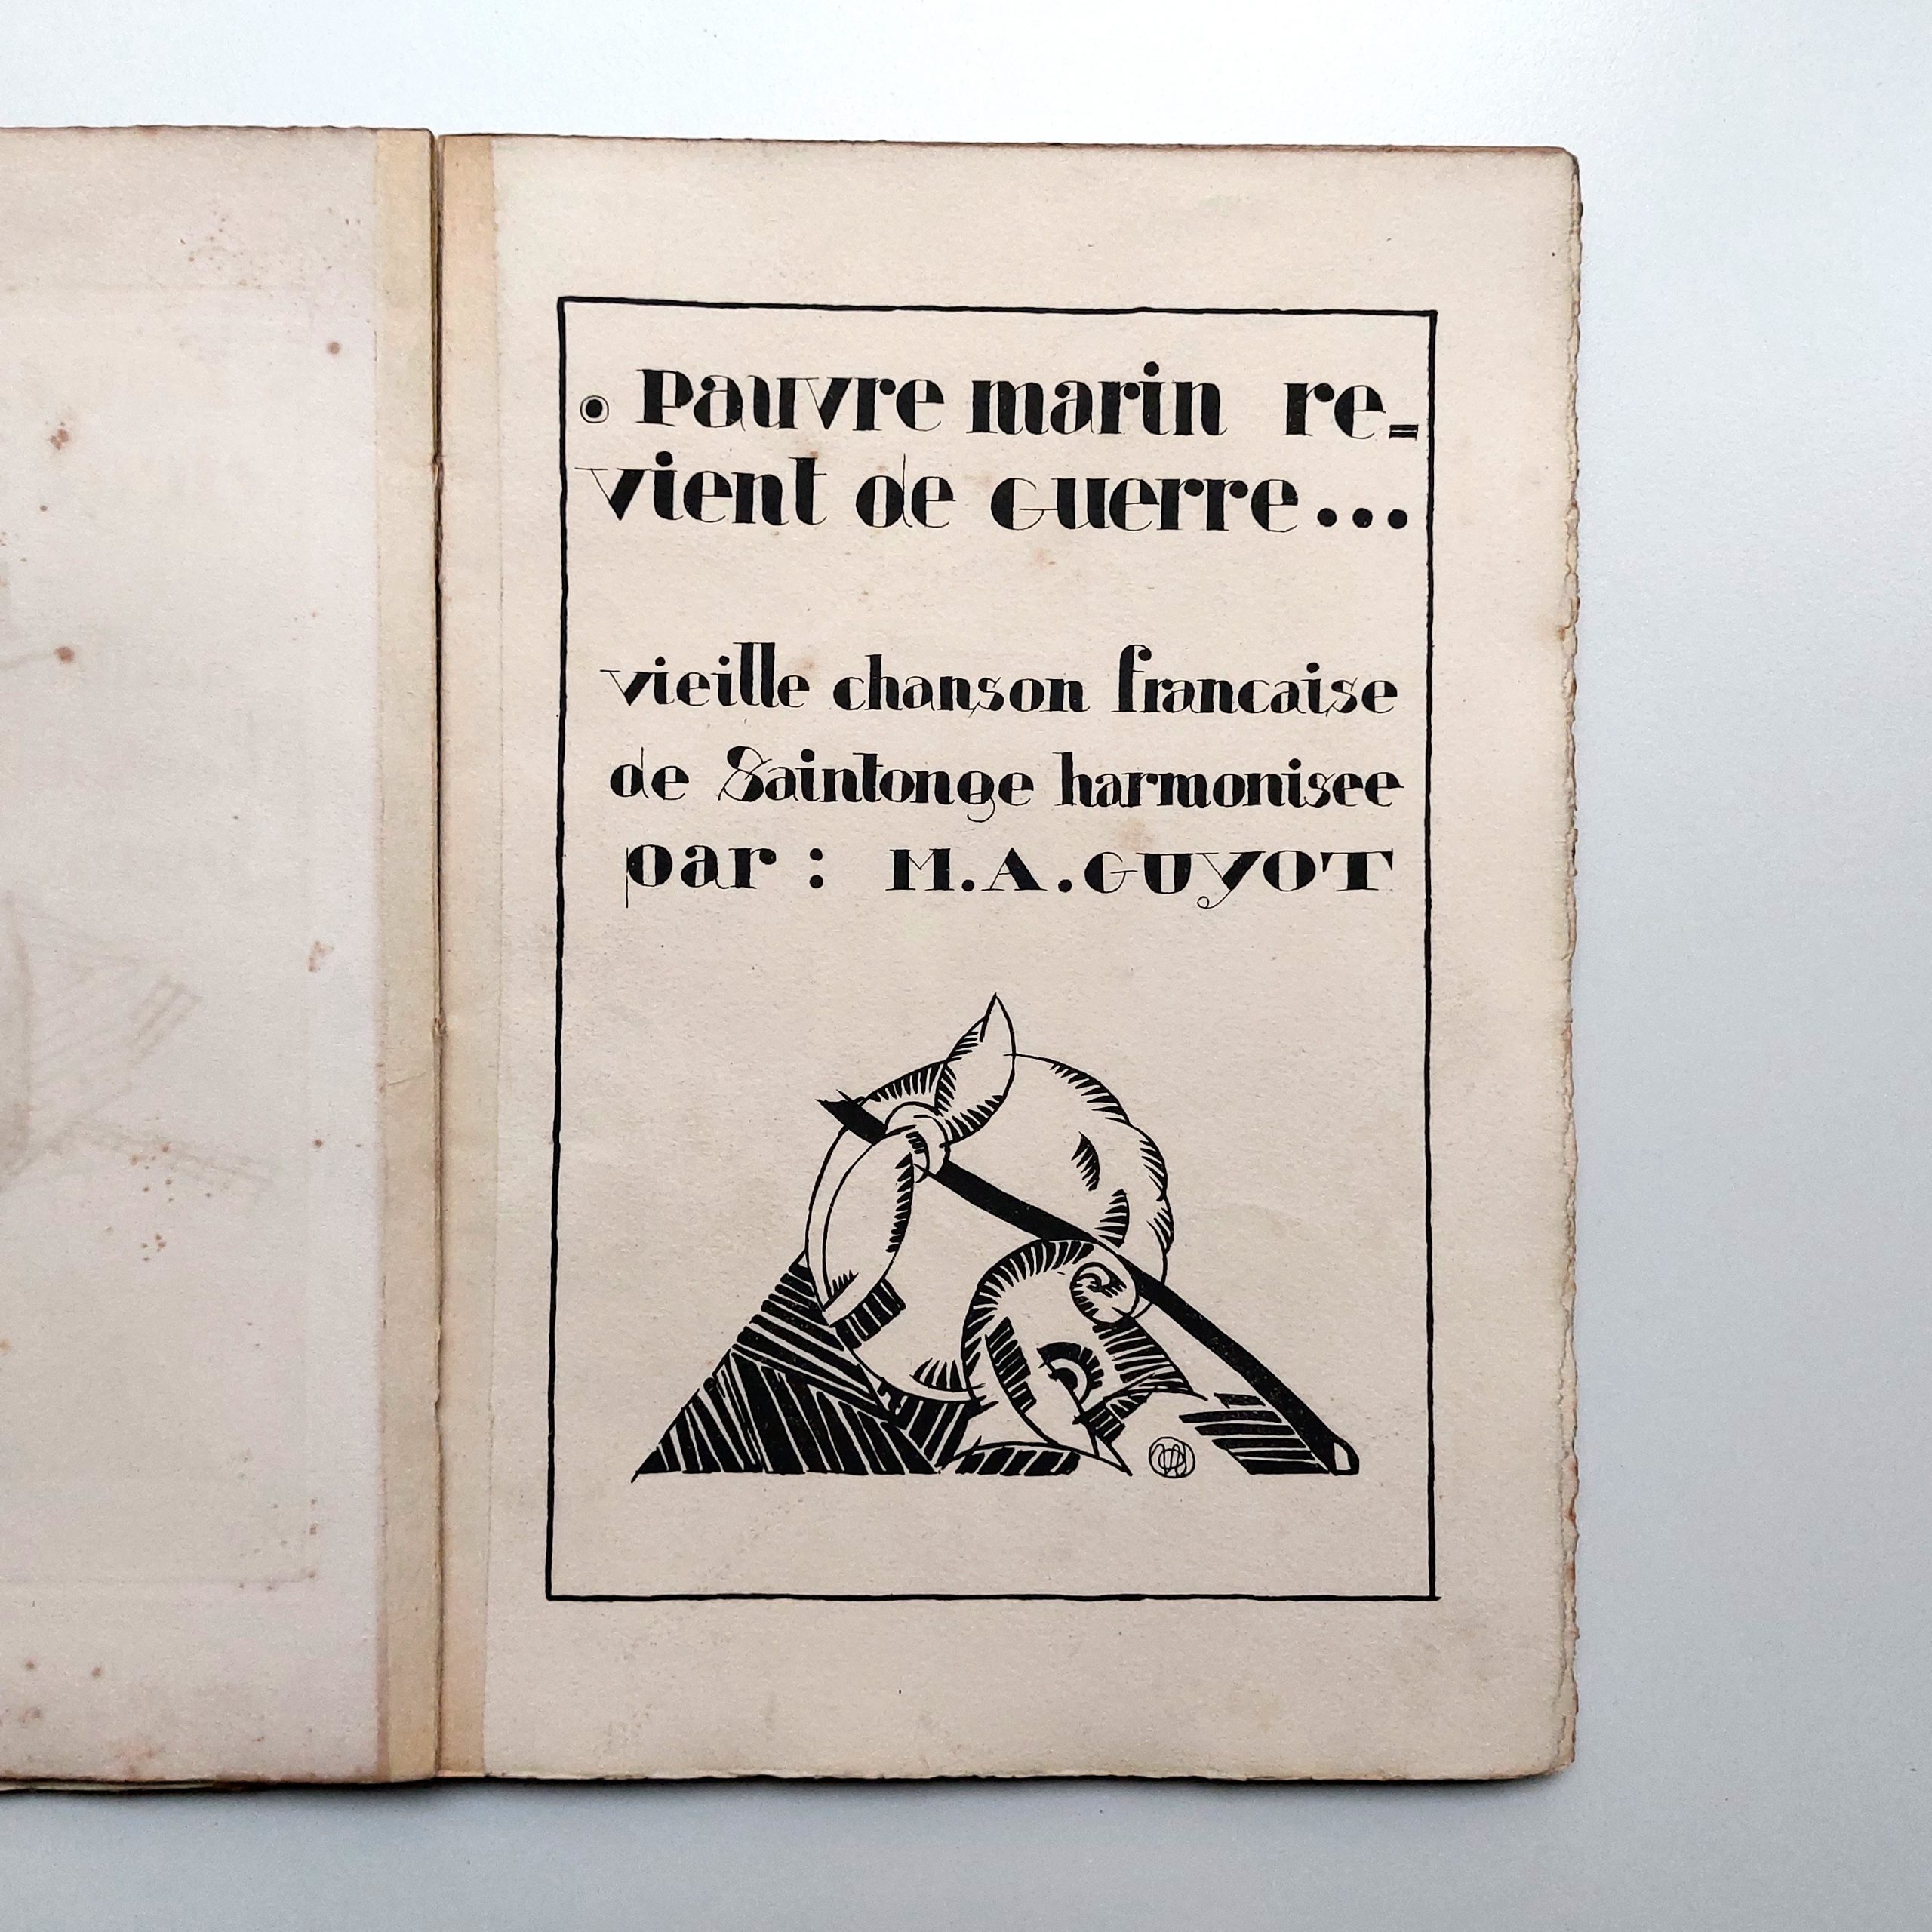 . Pauvre marin re=
vient de Guerre...
vieille chanson francaise
de Saintonge harmonisee
par : M.A.GUYOT